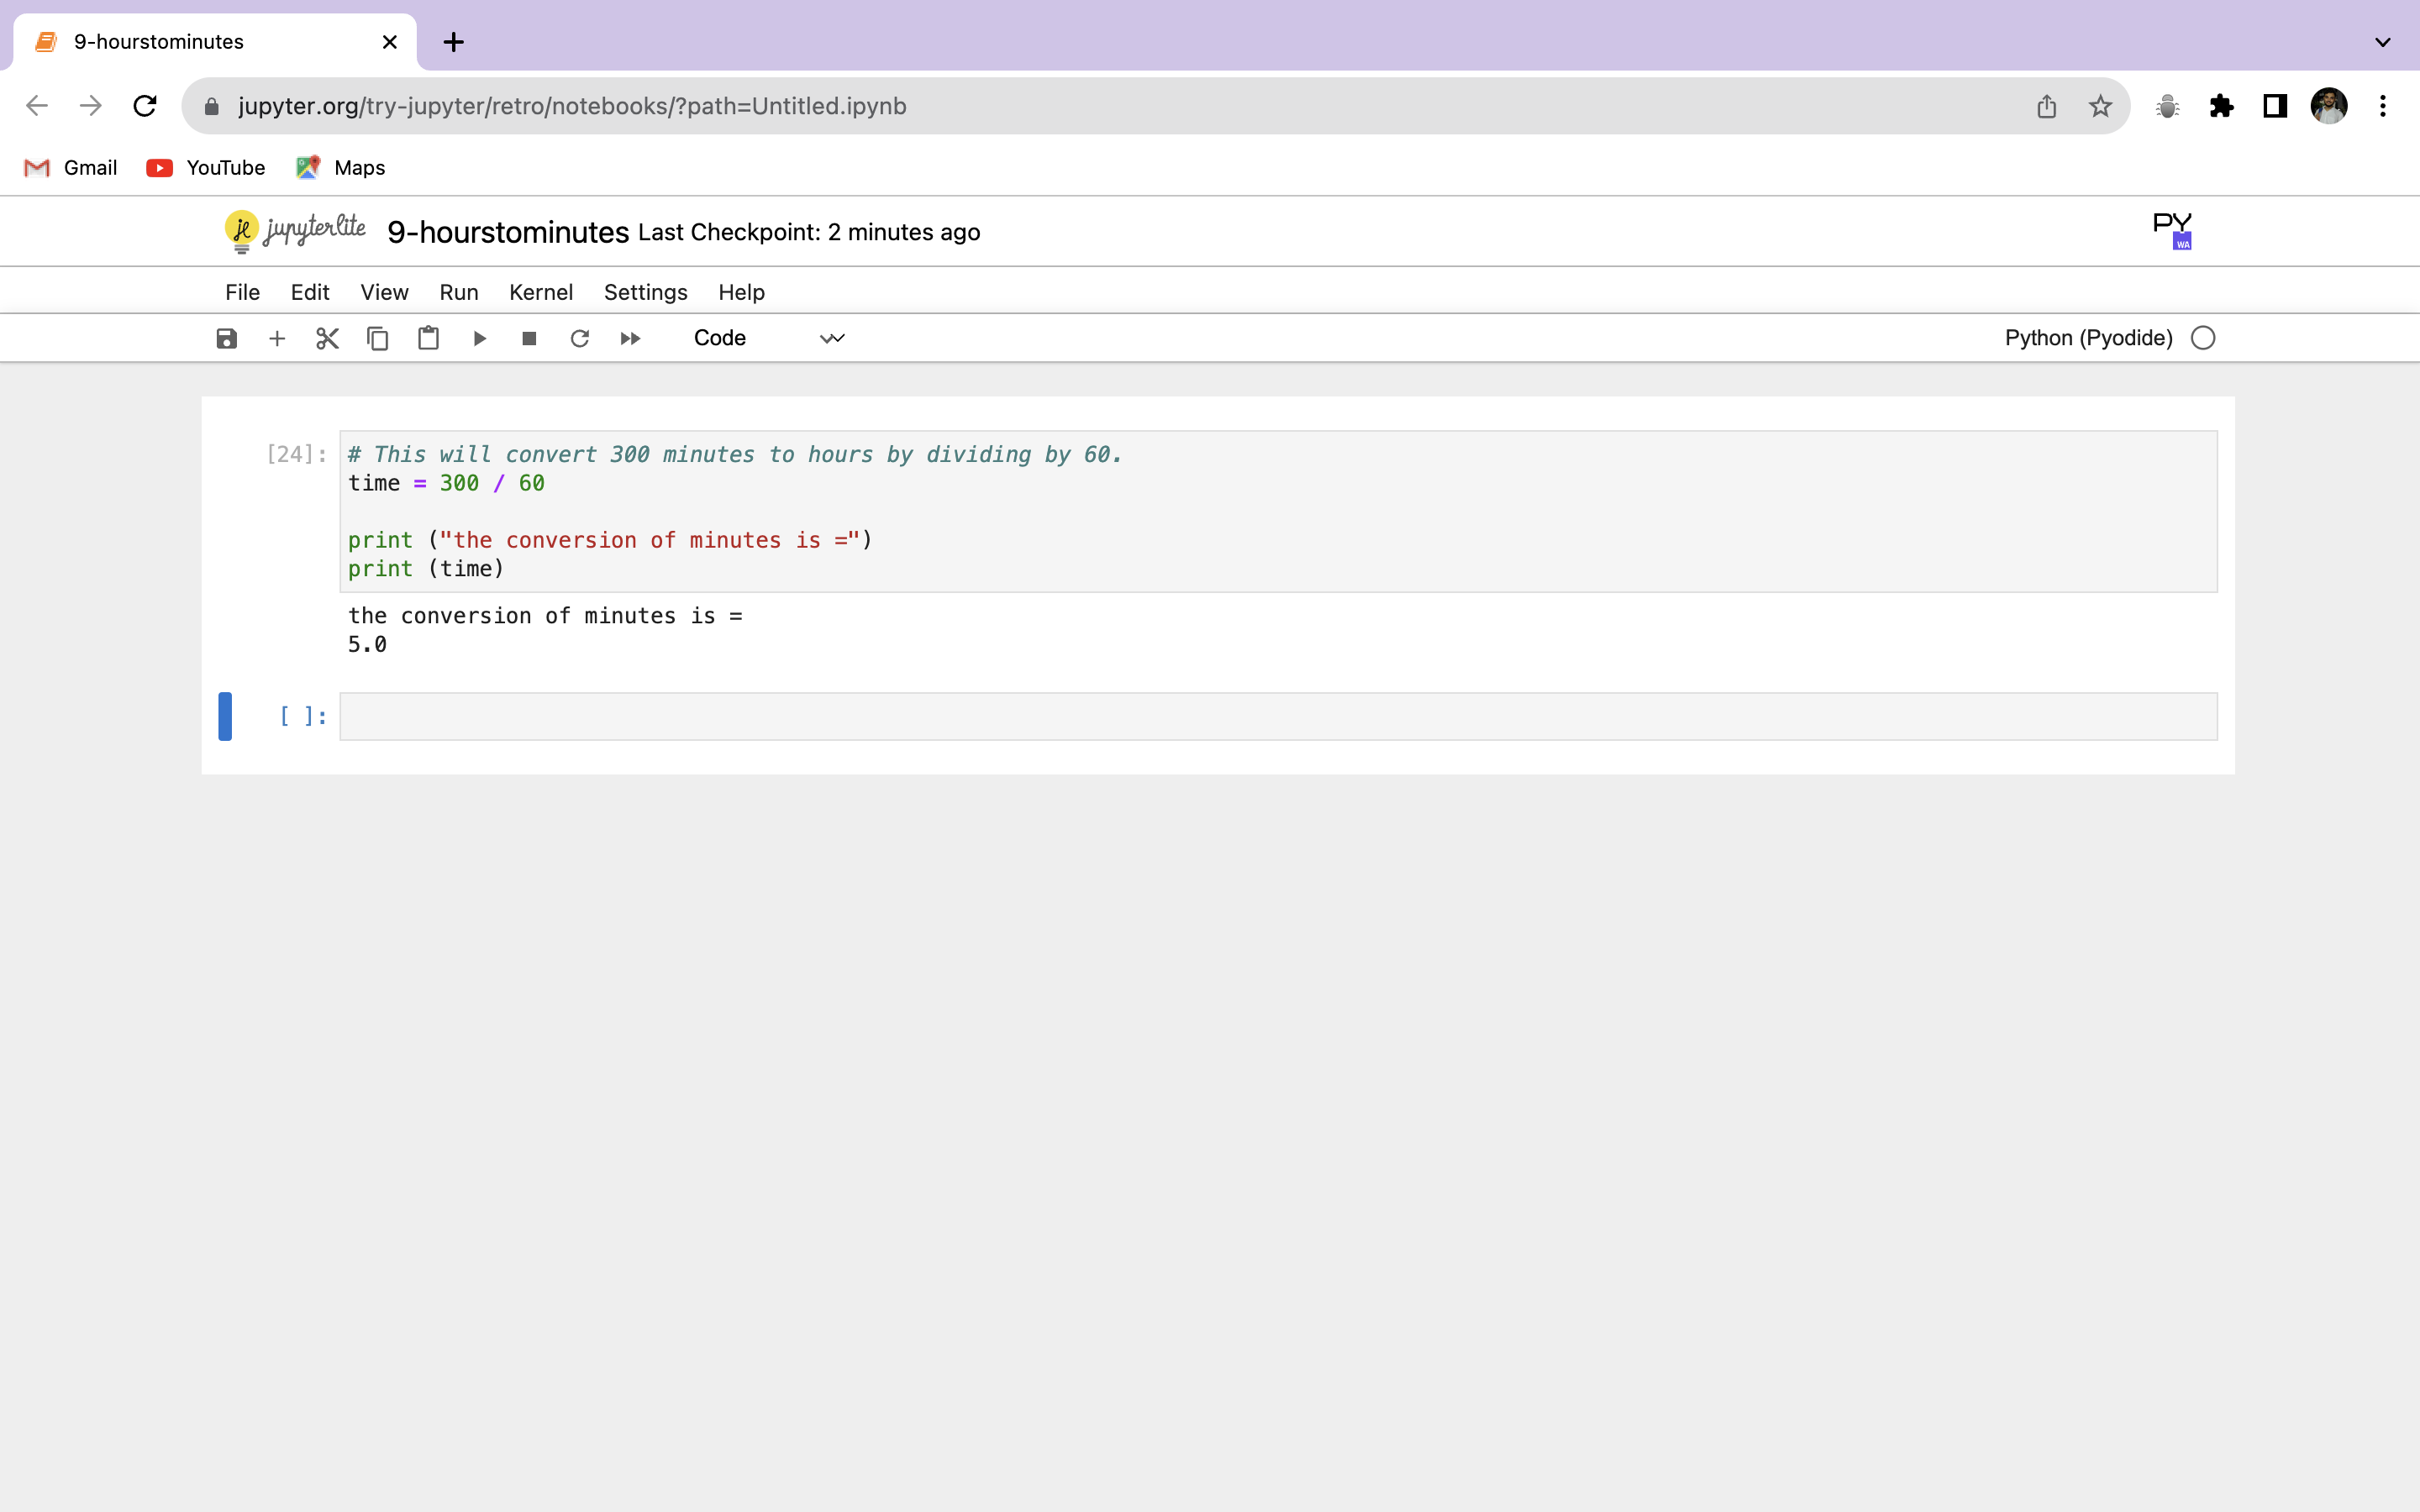 9-hourstominutes
jupyter.org/try-jupyter/retro/notebooks/?path=Untitled.ipynb
Gmail YouTube Maps
jupyterlite 9-hourstominutes Last Checkpoint: 2 minutes ago PY WA
File Edit View Run Kernel Settings Help
Code Python (Pyodide)
[24]: # This will convert 300 minutes to hours by dividing by 60.
time = 300 / 60
print ("the conversion of minutes is =")
print (time)
the conversion of minutes is =
5.0
[ ]: